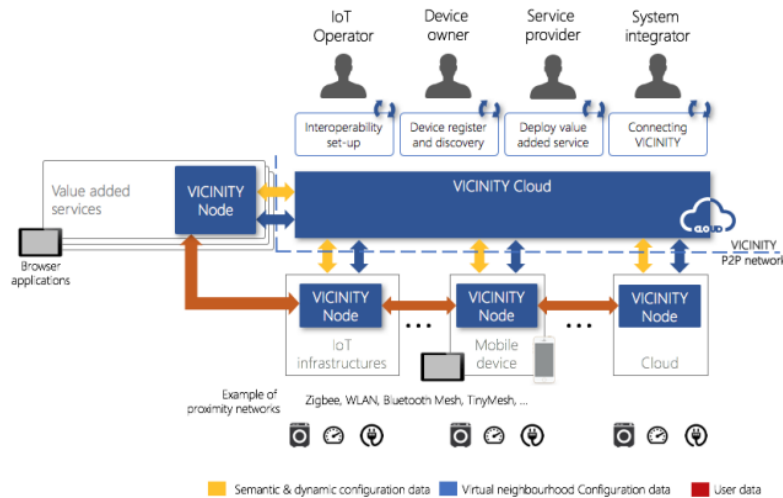 IoT
Operator
Device
owner
Service
provider
System
integrator
Interoperability
set-up
Device register
and discovery
Deploy value
added service
Connecting
VICINITY
Value added
services
VICINITY
Node
VICINITY Cloud
VICINITY
P2P network
Browser
applications
VICINITY
Node
IoT
infrastructures
...
VICINITY
Node
Mobile
device
...
VICINITY
Node
Cloud
Example of
proximity networks
Zigbee, WLAN, Bluetooth Mesh, TinyMesh, ...
Semantic & dynamic configuration data
Virtual neighbourhood Configuration data
User data